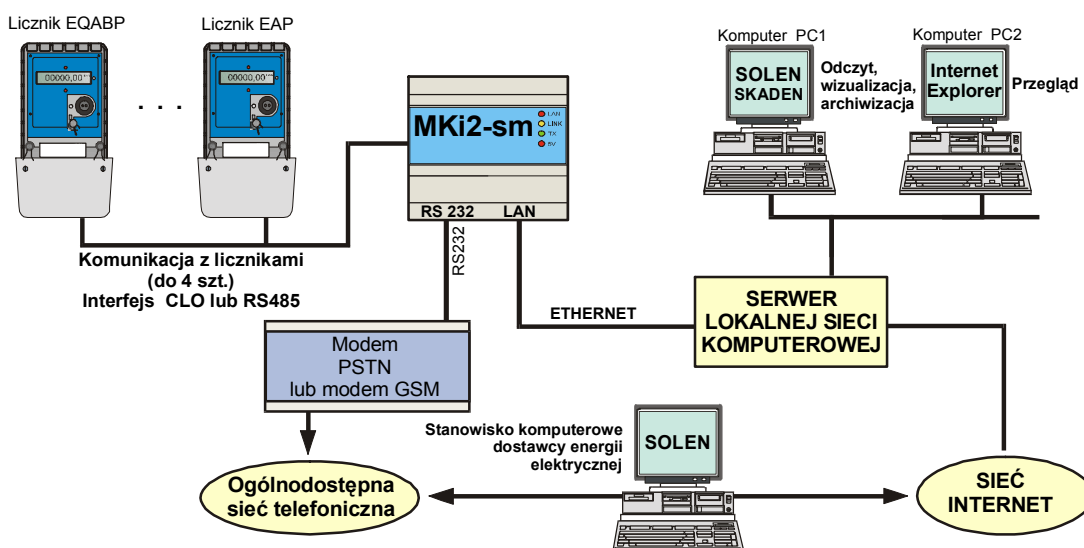 Licznik EQABP
Licznik EAP
00000,00
00000,00
. . .
Komunikacja z licznikami
(do 4 szt.)
Interfejs CLO lub RS485
MKi2-sm
LAN
LINK
TX
5V
RS 232
LAN
RS232
Komputer PC1
SOLEN
SKADEN
Odczyt,
wizualizacja,
archiwizacja
Komputer PC2
Internet
Explorer
Przegląd
ETHERNET
SERWER
LOKALNEJ SIECI
KOMPUTEROWEJ
Modem
PSTN
lub modem GSM
Stanowisko komputerowe
dostawcy energii
elektrycznej
SOLEN
Ogólnodostępna
sieć telefoniczna
SIEĆ
INTERNET